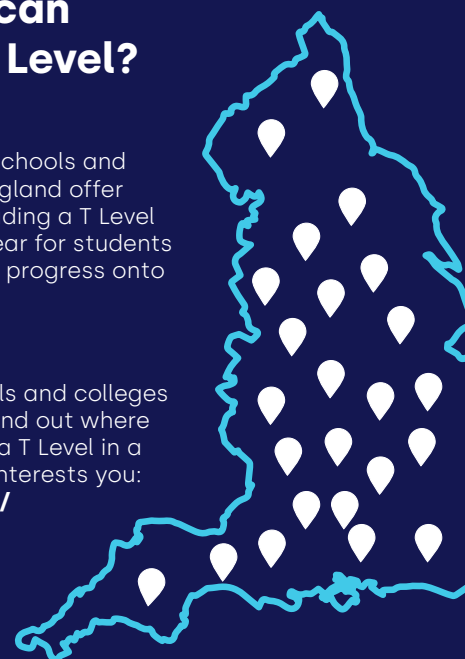 can
Level?
chools and
gland offer
ding a T Level
ear for students
progress onto
ls and colleges
nd out where
a T Level in a
nterests you:
/